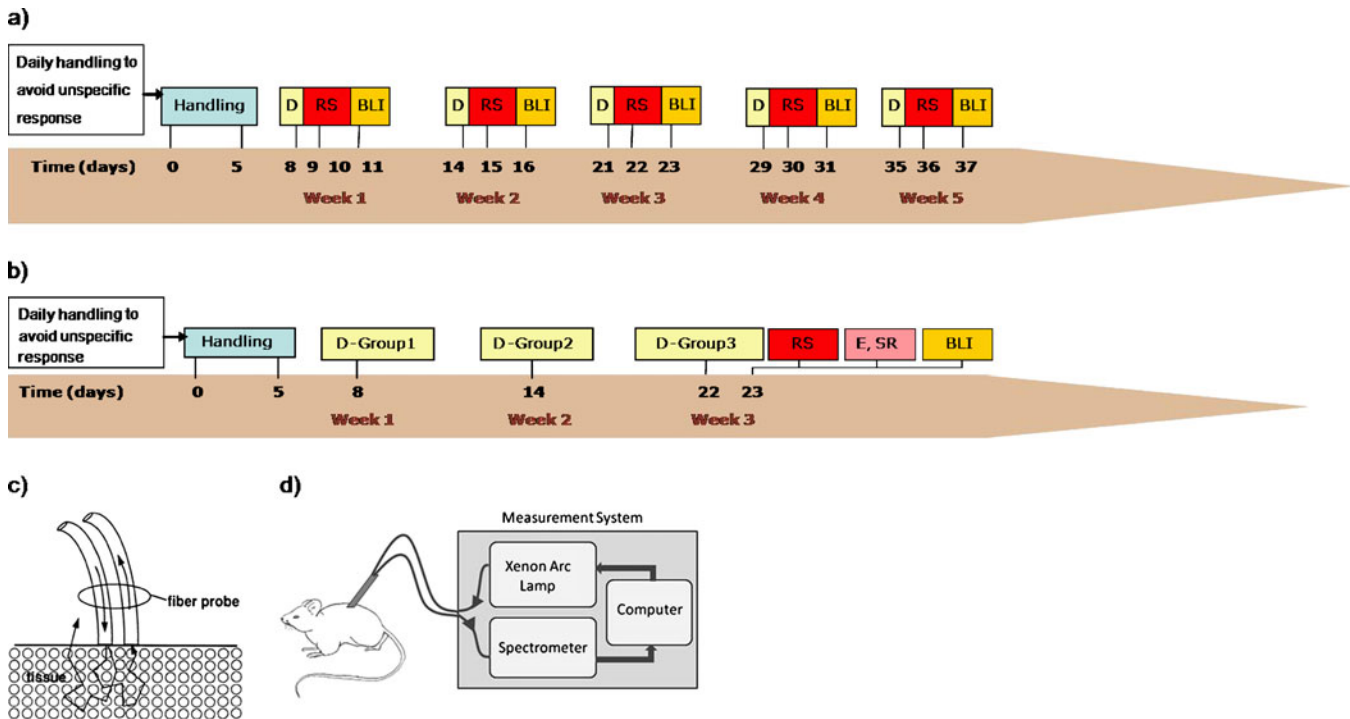 a)
Daily handling to
avoid unspecific
response
Handling
D RS BLI
D RS BLI
D RS BLI
D RS BLI
D RS BLI
Time (days) 0 5 8 9 10 11 14 15 16 21 22 23 29 30 31 35 36 37
Week 1 Week 2 Week 3 Week 4 Week 5
b)
Daily handling to
avoid unspecific
response
Handling
D-Group1
D-Group2
D-Group3
RS
E, SR
BLI
Time (days) 0 5 8 14 22 23
Week 1 Week 2 Week 3
c)
fiber probe
tissue
d)
Measurement System
Xenon Arc
Lamp
Computer
Spectrometer